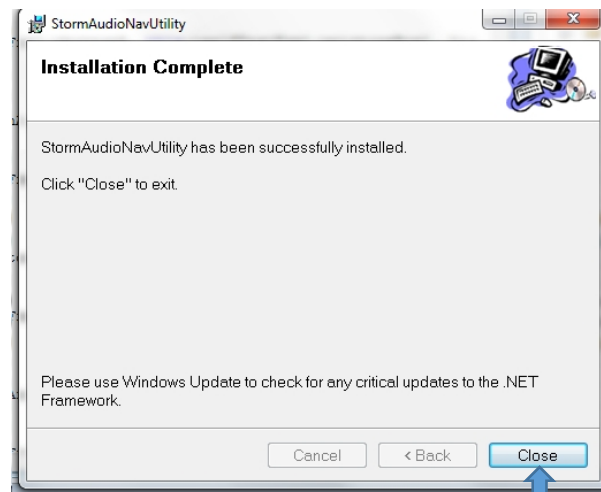 StormAudioNavUtility
Installation Complete
StormAudioNavUtility has been successfully installed.
Click "Close" to exit.
Please use Windows Update to check for any critical updates to the .NET
Framework.
Cancel < Back Close